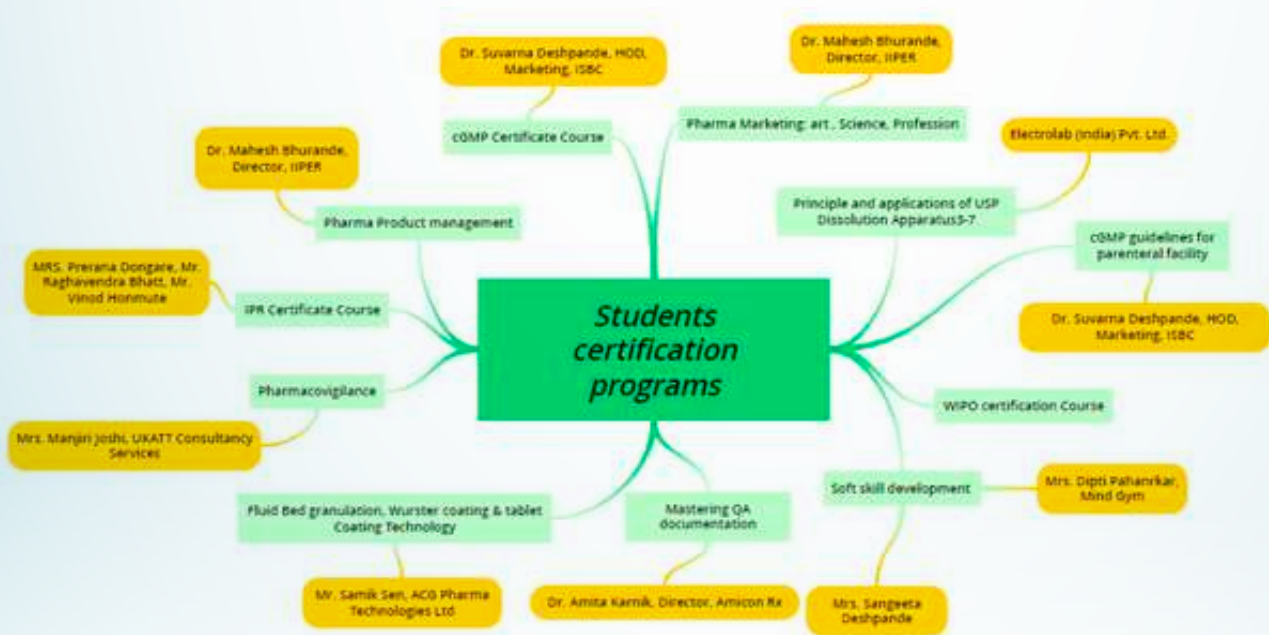 Dr. Suvarna Deshpande, HOD,
Marketing, ISBC
cGMP Certificate Course
Dr. Mahesh Bhurande,
Director, IIPER
Pharma Marketing: art , Science, Profession
Electrolab (India) Pvt. Ltd.
Principle and applications of USP
Dissolution Apparatus3-7
cGMP guidelines for
parenteral facility
Dr. Suvarna Deshpande, HOD,
Marketing, ISBC
Dr. Mahesh Bhurande,
Director, IIPER
Pharma Product management
MRS. Prerana Dongare, Mr.
Raghavendra Bhatt, Mr.
Vinod Honmute
IPR Certificate Course
Students
certification
programs
Pharmacovigilance
Mrs. Manjiri Joshi, UKATT Consultancy
Services
WIPO certification Course
Soft skill development
Mrs. Dipti Pahanrkar,
Mind Gym
Mrs. Sangeeta
Deshpande
Fluid Bed granulation, Wurster coating & tablet
Coating Technology
Mr. Samik Sen, ACG Pharma
Technologies Ltd
Mastering QA
documentation
Dr. Amita Karnik, Director, Amicon Rx